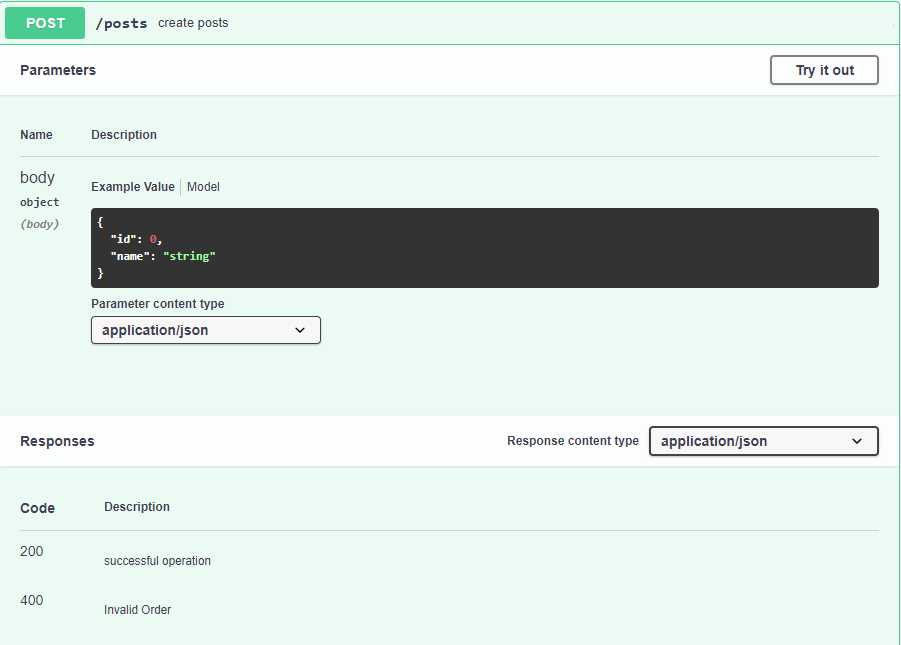 POST /posts create posts
Parameters
Try it out
Name Description
body
object
(body)
Example Value Model
{
"id": 0,
"name": "string"
}
Parameter content type
application/json
Responses
Response content type application/json
Code Description
200 successful operation
400 Invalid Order